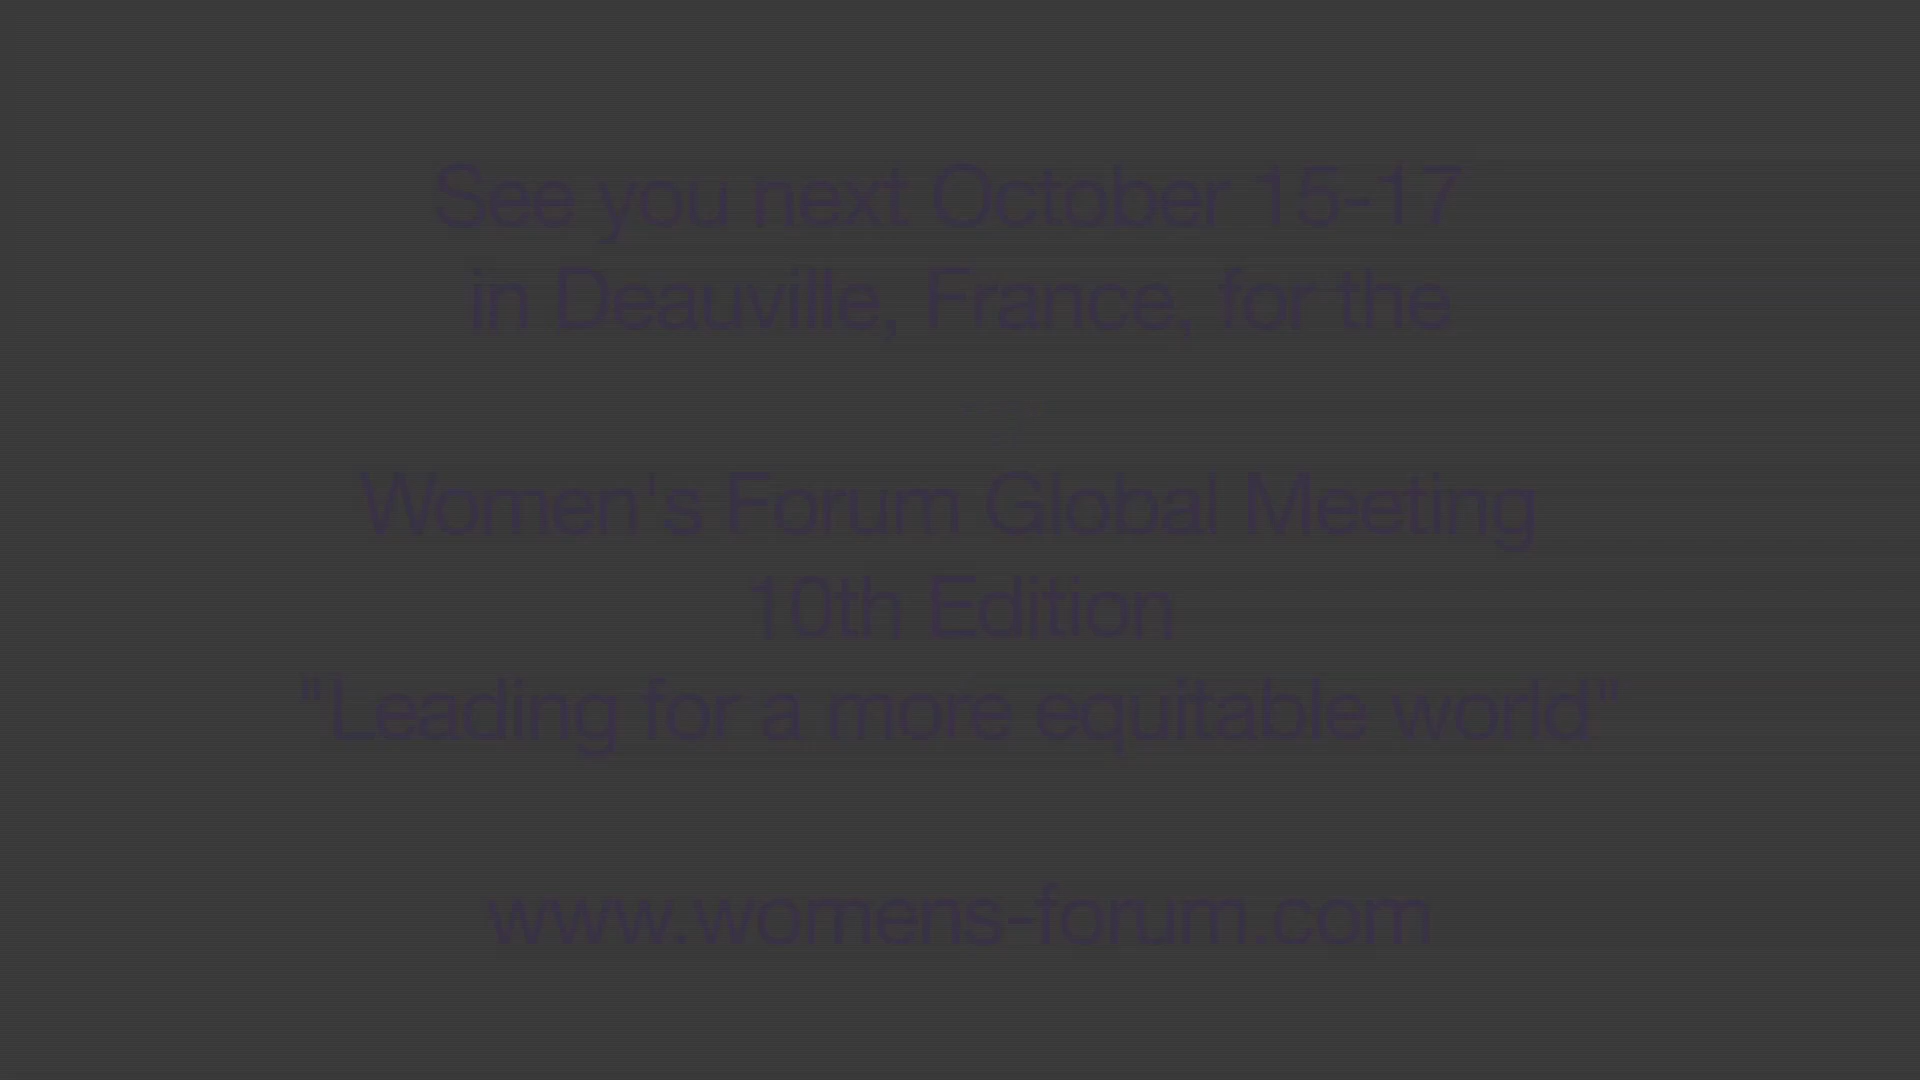 See you next October 15-17
in Deauville, France, for the
Women's Forum Global Meeting
10th Edition
"Leading for a more equitable world"
www.womens-forum.com